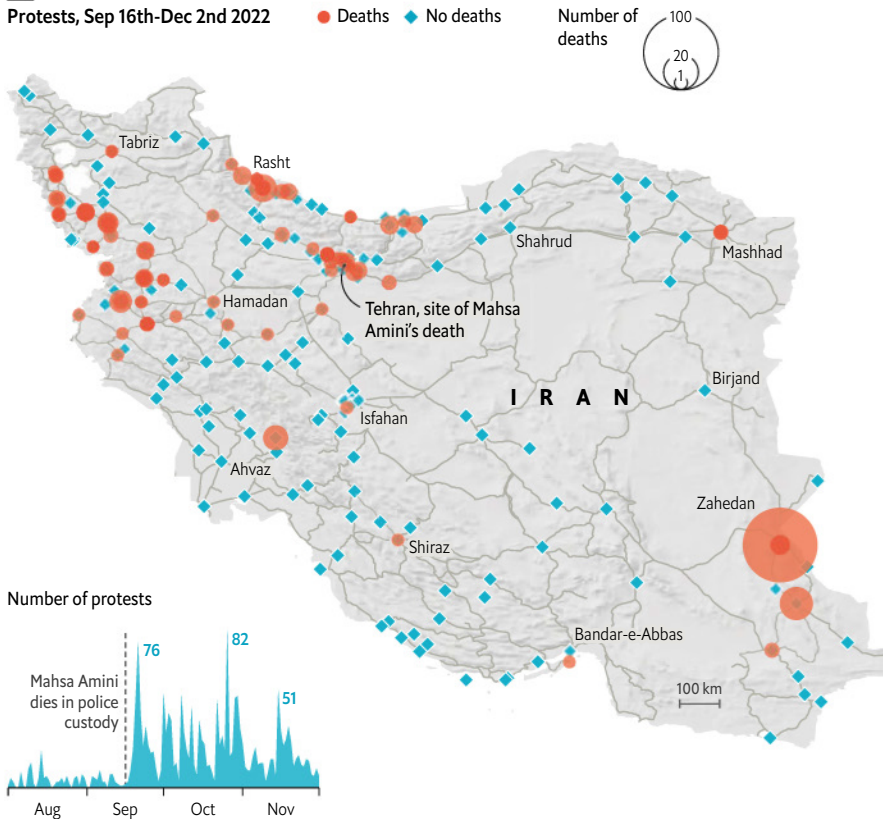 Protests, Sep 16th-Dec 2nd 2022
Deaths
No deaths
Number of
deaths
100
20
1
Tabriz
Rasht
Shahrud
Mashhad
Hamadan
Tehran, site of Mahsa
Amini’s death
Birjand
I R A N
Isfahan
Ahvaz
Zahedan
Shiraz
Bandar-e-Abbas
100 km
Number of protests
76
82
51
Mahsa Amini
dies in police
custody
Aug
Sep
Oct
Nov